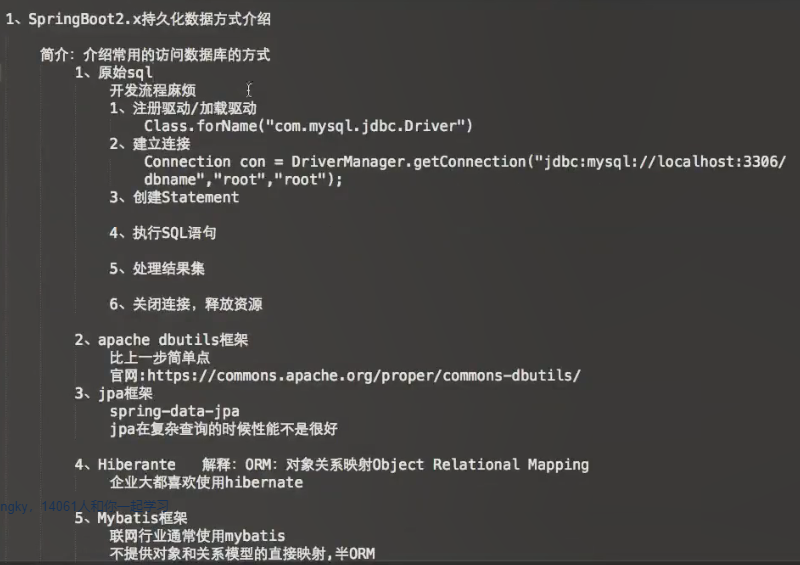 1、SpringBoot2.x持久化数据方式介绍
简介：介绍常用的访问数据库的方式
1、原始sql
开发流程麻烦
1、注册驱动/加载驱动
Class.forName("com.mysql.jdbc.Driver")
2、建立连接
Connection con = DriverManager.getConnection("jdbc:mysql://localhost:3306/
dbname","root","root");
3、创建Statement
4、执行SQL语句
5、处理结果集
6、关闭连接，释放资源
2、apache dbutils框架
比上一步简单点
官网:https://commons.apache.org/proper/commons-dbutils/
3、jpa框架
spring-data-jpa
jpa在复杂查询的时候性能不是很好
4、Hiberante 解释：ORM：对象关系映射Object Relational Mapping
企业大都喜欢使用hibernate
ngky. 14061人和你一起学习
5、Mybatis框架
联网行业通常使用mybatis
不提供对象和关系模型的直接映射,半ORM